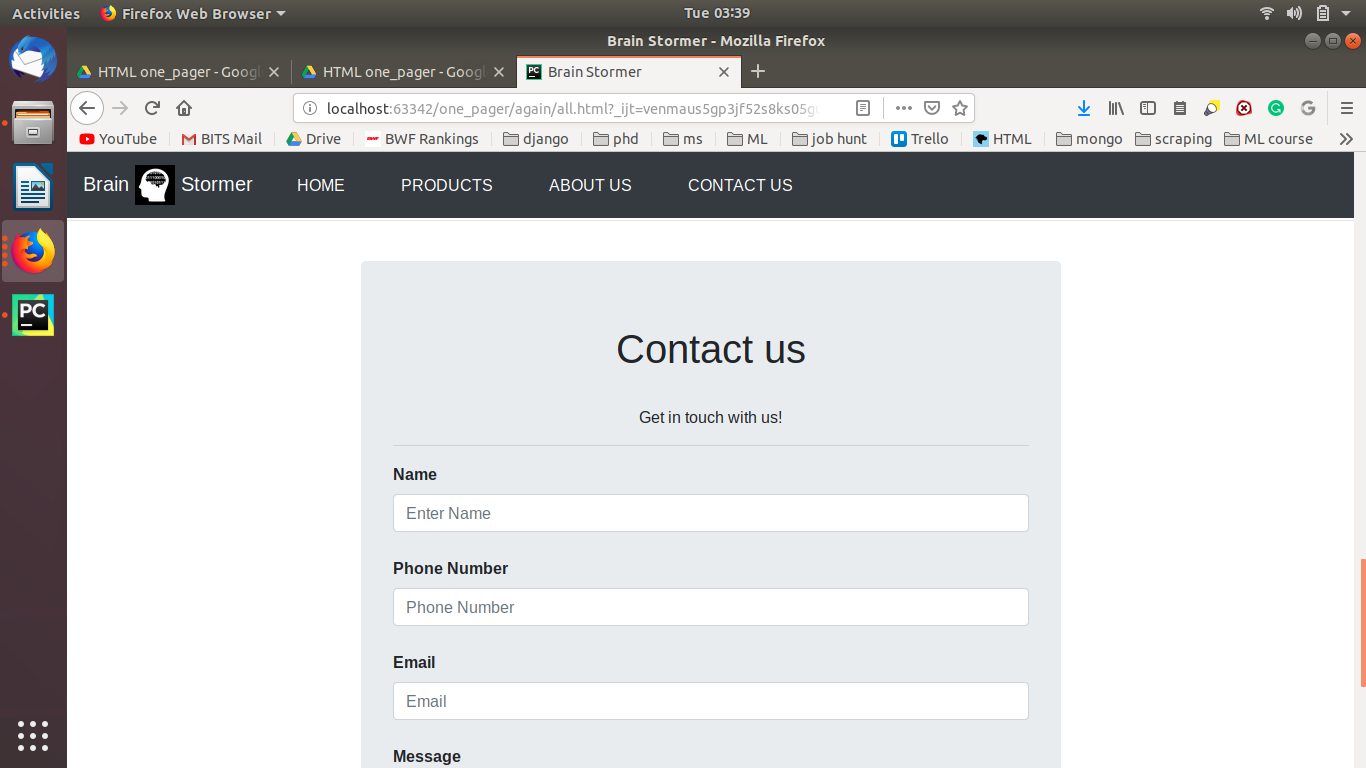 Activities Firefox Web Browser Tue 03:39
Brain Stormer - Mozilla Firefox
HTML one_pager - Googl HTML one_pager - Googl PC Brain Stormer
localhost:63342/one_pager/again/all.html?_ijt=venmaus5gp3jf52s8ks05g
YouTube BITS Mail Drive BWF Rankings django phd ms ML job hunt Trello HTML mongo scraping ML course
Brain Stormer HOME PRODUCTS ABOUT US CONTACT US
PC
Contact us
Get in touch with us!
Name
Enter Name
Phone Number
Phone Number
Email
Email
Message